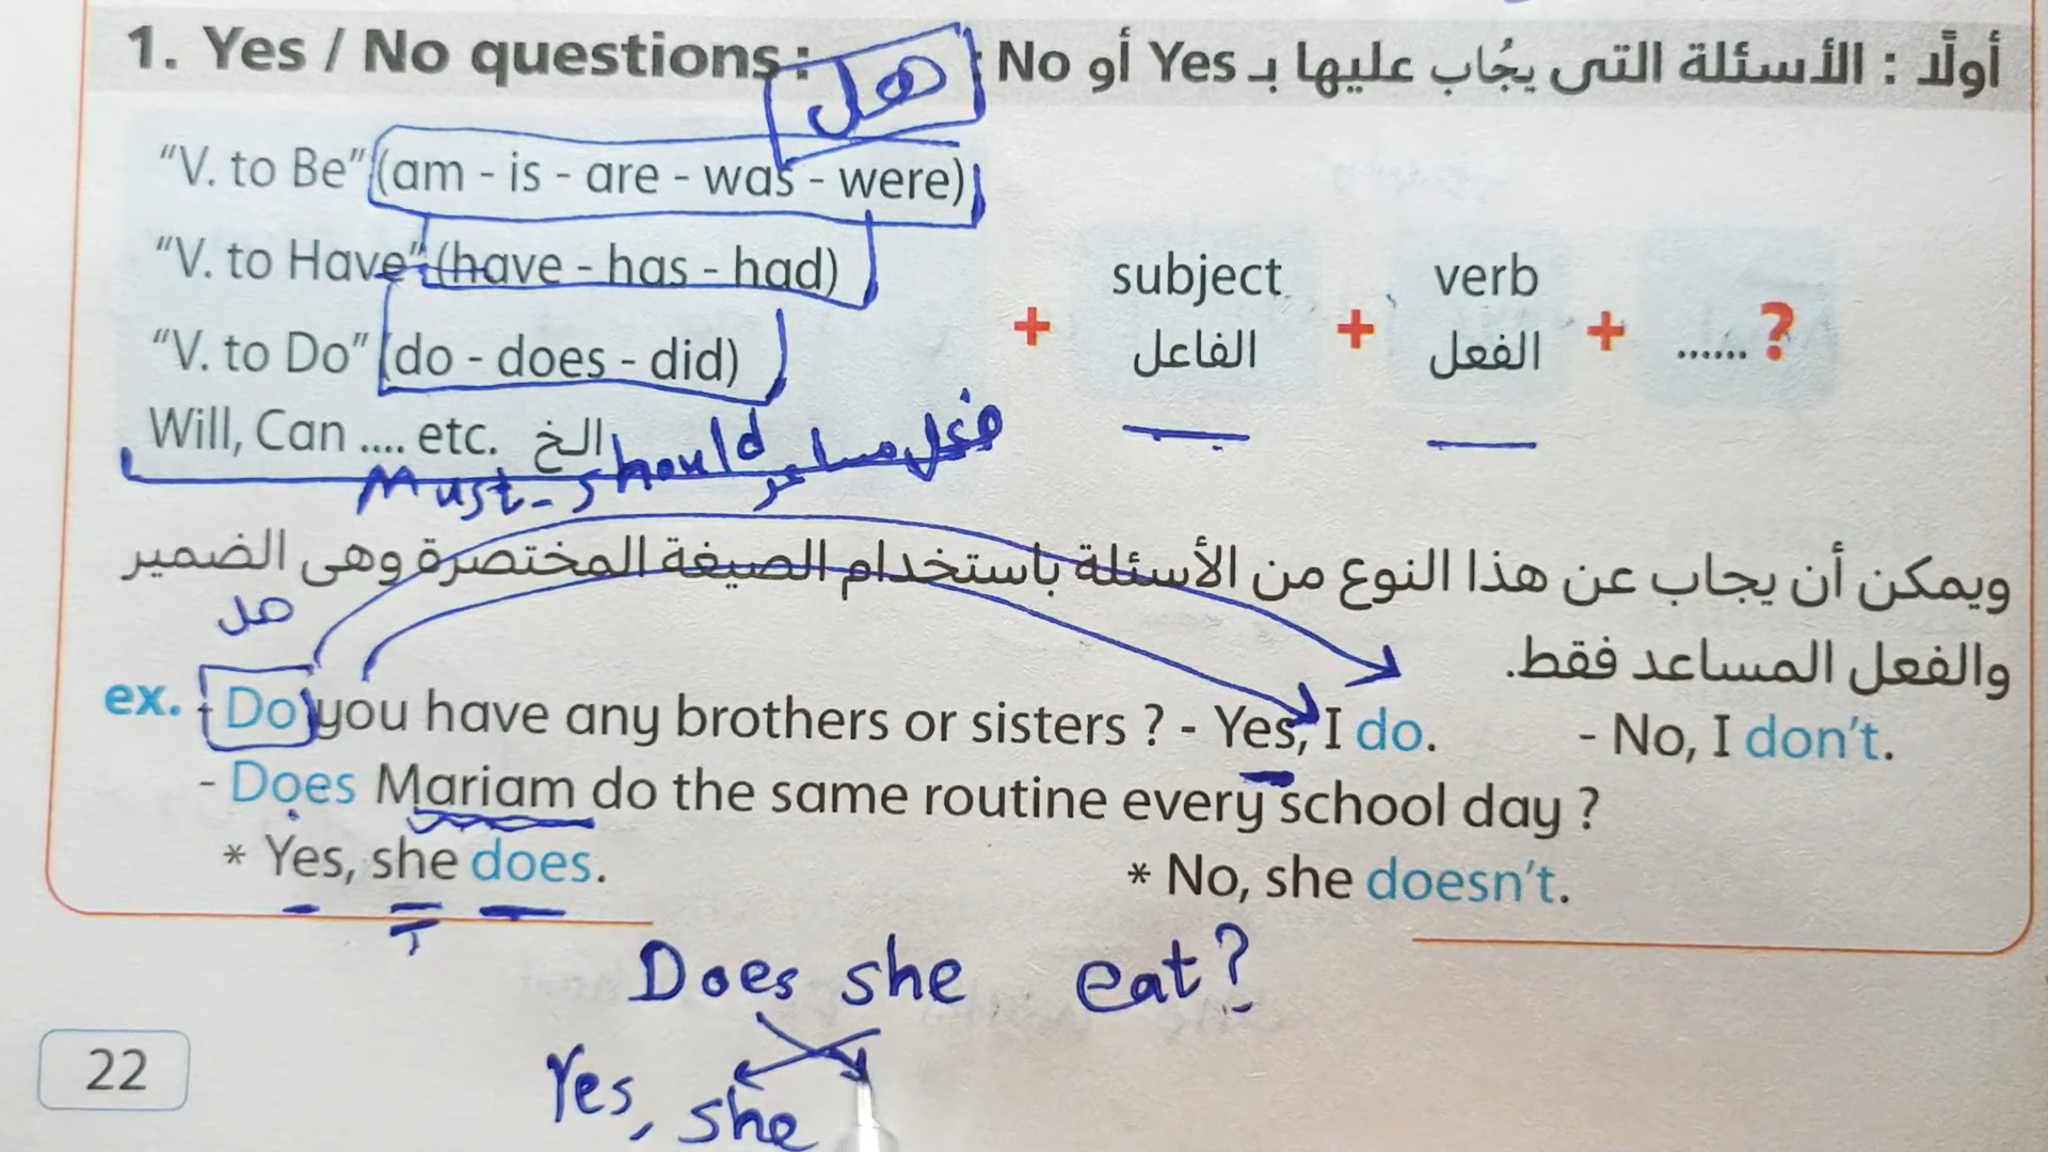 1. Yes / No questions : أولًا : الأسئلة التى يُجاب عليها بـ Yes أو No :
هل
"V. to Be" (am - is - are - was - were)
"V. to Have" (have - has - had)
"V. to Do" (do - does - did)
Will, Can .... etc. الخ
+ subject + verb + ...... ?
الفاعل الفعل
Must - should فعل مساعد
ويمكن أن يجاب عن هذا النوع من الأسئلة باستخدام الصيغة المختصرة وهى الضمير
والفعل المساعد فقط.
هل
ex. - Do you have any brothers or sisters ? - Yes, I do. - No, I don't.
- Does Mariam do the same routine every school day ?
* Yes, she does. * No, she doesn't.
Does she eat?
Yes, she
22